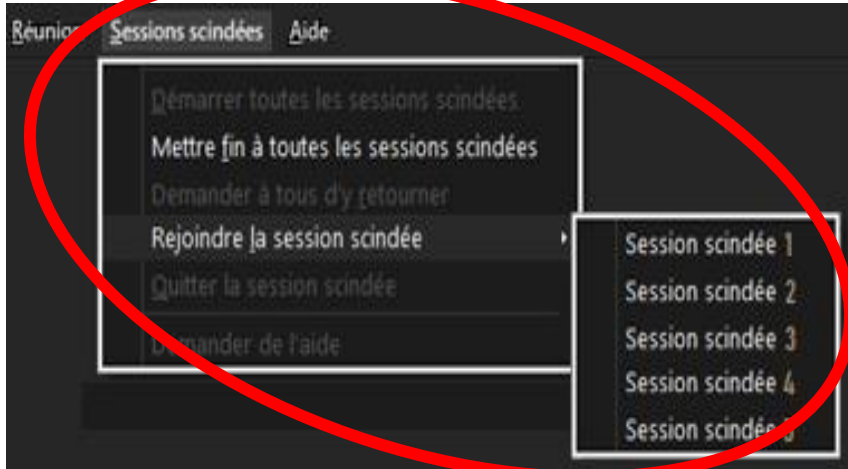 Réunion Sessions scindées Aide
Démarrer toutes les sessions scindées
Mettre fin à toutes les sessions scindées
Demander à tous d'y retourner
Rejoindre la session scindée
Quitter la session scindée
Demander de l'aide
Session scindée 1
Session scindée 2
Session scindée 3
Session scindée 4
Session scindée 5